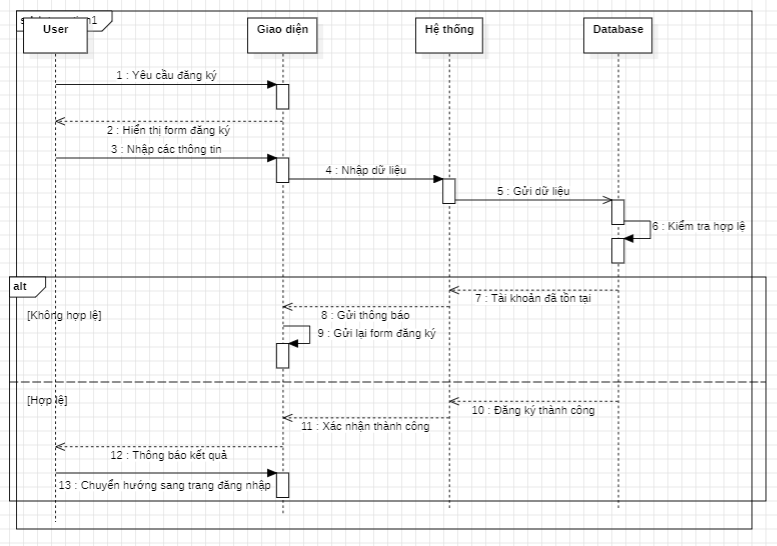 User
Giao diện
Hệ thống
Database
1 : Yêu cầu đăng ký
2 : Hiển thị form đăng ký
3 : Nhập các thông tin
4 : Nhập dữ liệu
5 : Gửi dữ liệu
6 : Kiểm tra hợp lệ
alt
7 : Tài khoản đã tồn tại
[Không hợp lệ]
8 : Gửi thông báo
9 : Gửi lại form đăng ký
[Hợp lệ]
10 : Đăng ký thành công
11 : Xác nhận thành công
12 : Thông báo kết quả
13 : Chuyển hướng sang trang đăng nhập